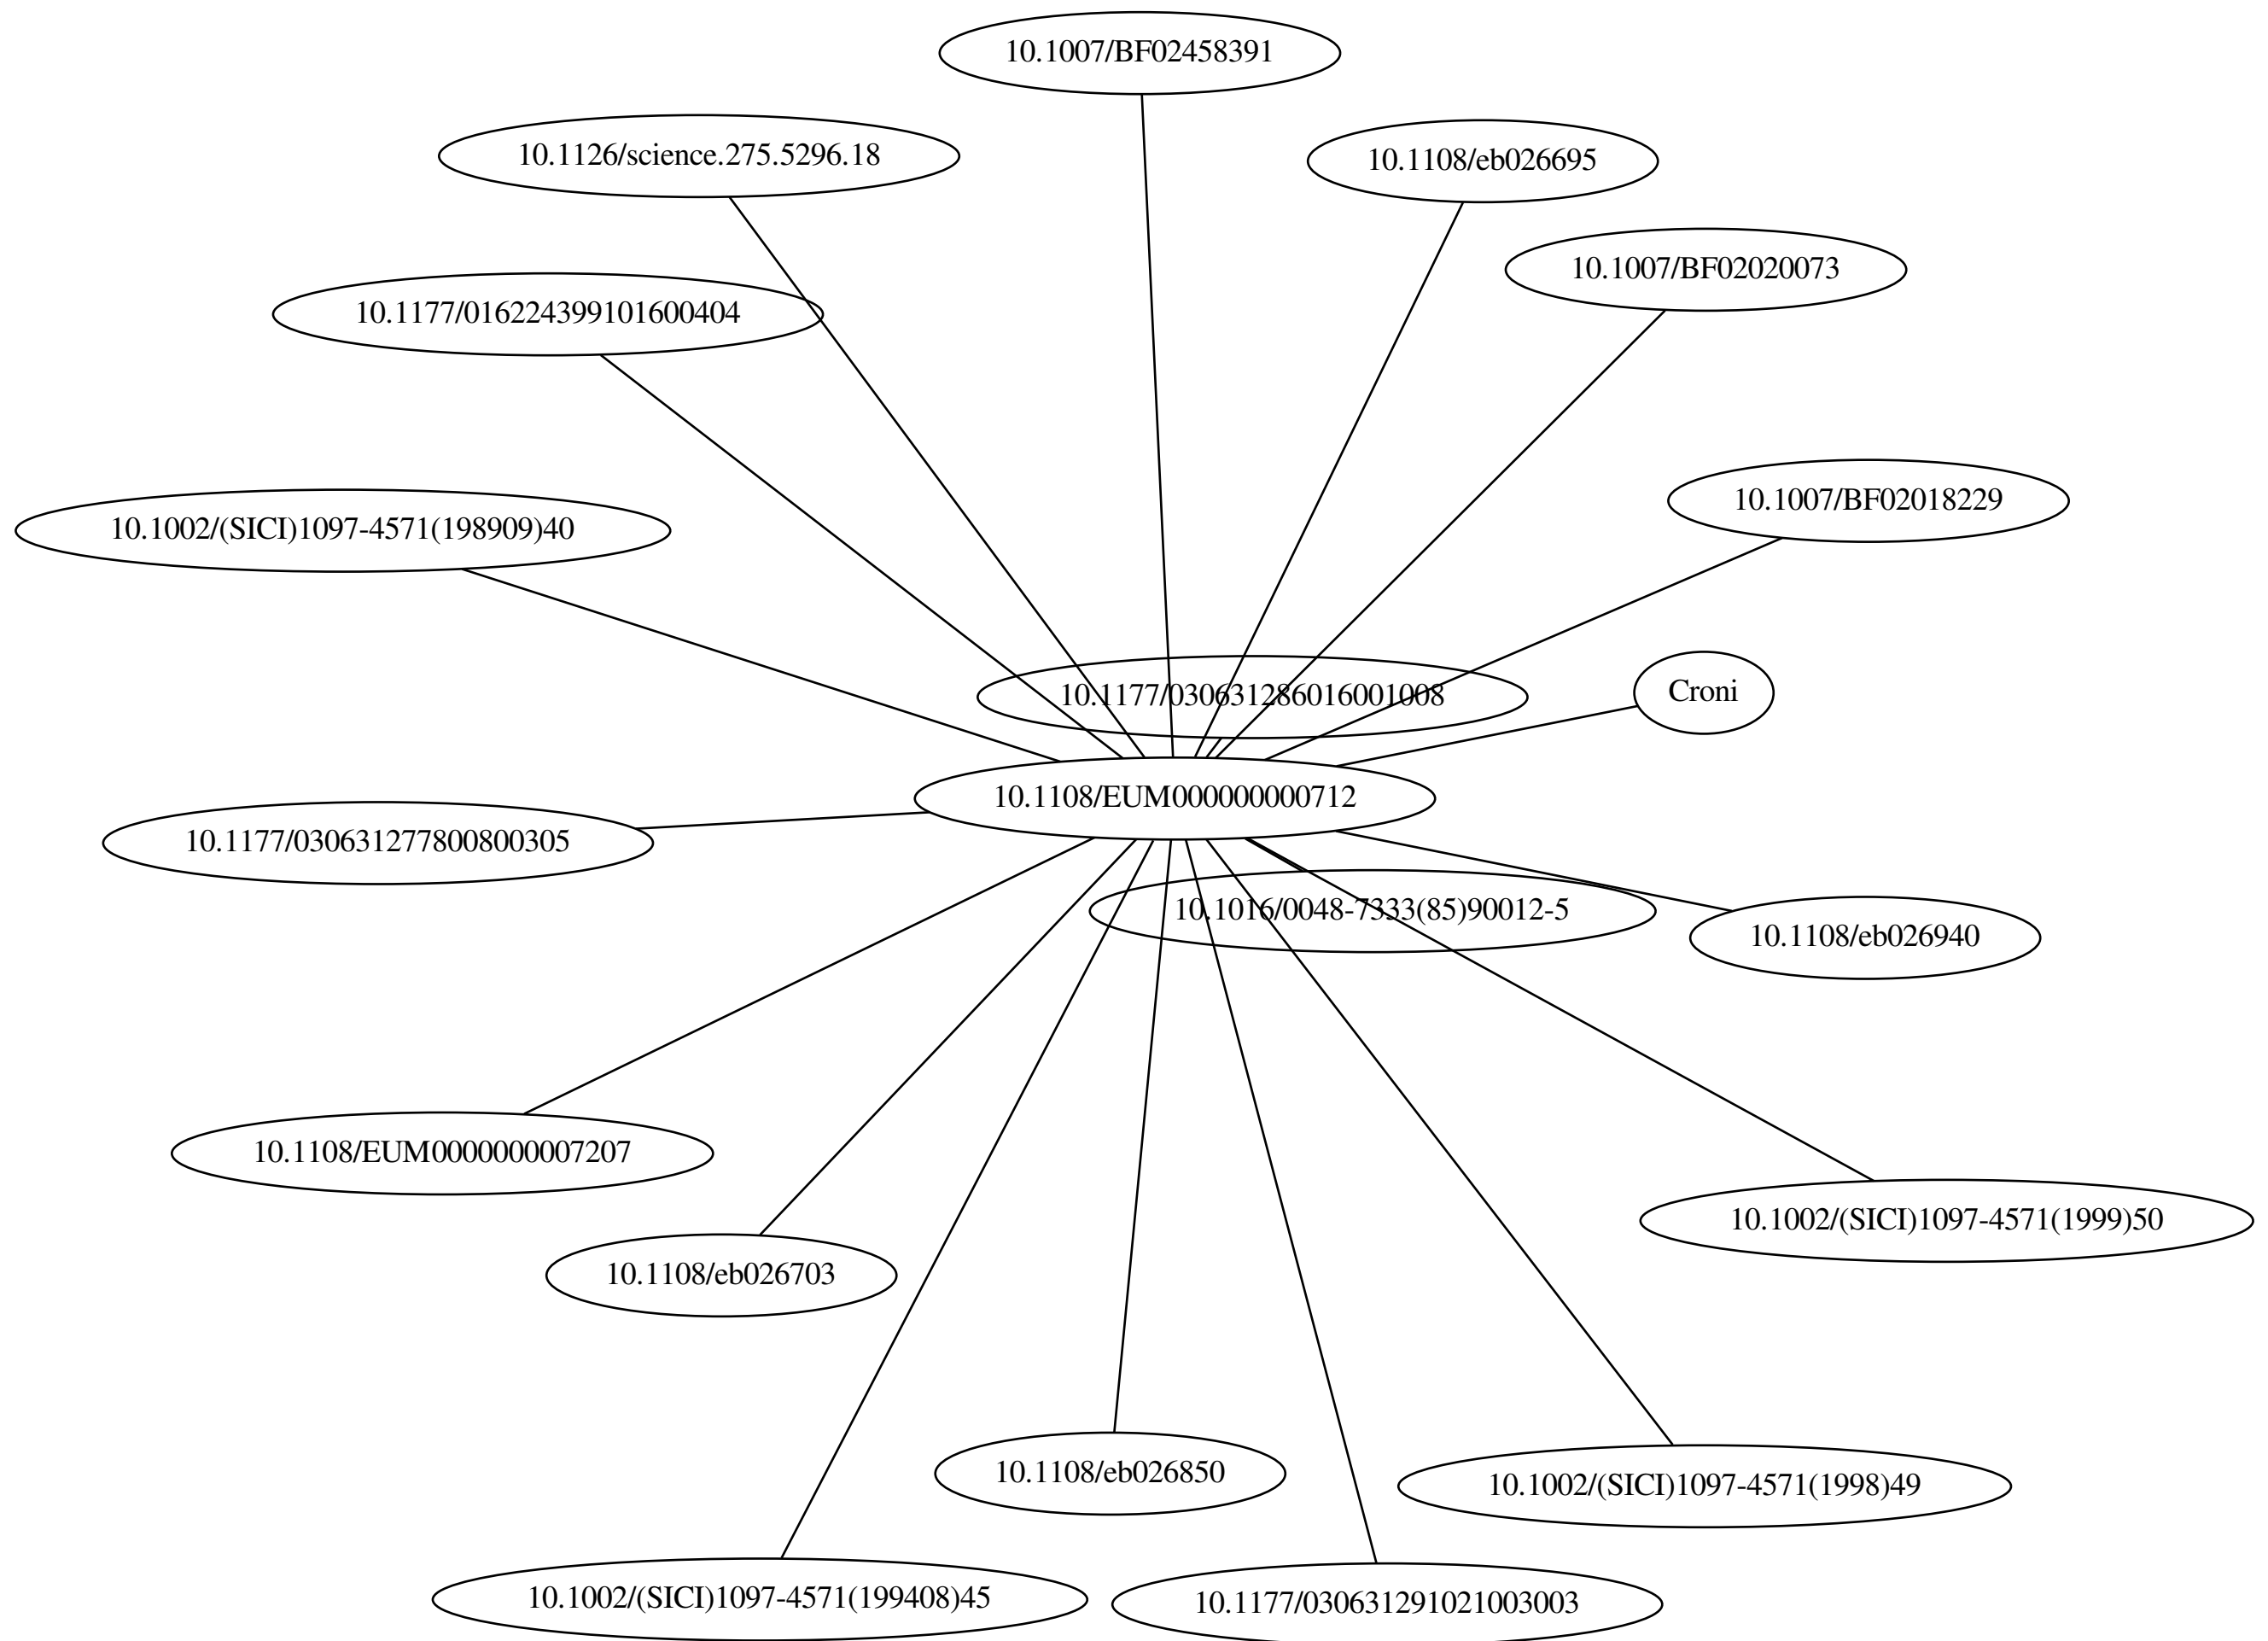 10.1007/BF02458391
10.1126/science.275.5296.18
10.1108/eb026695
10.1007/BF02020073
10.1177/016224399101600404
10.1007/BF02018229
10.1002/(SICI)1097-4571(198909)40
Croni
10.1177/030631286016001008
10.1108/EUM000000000712
10.1177/030631277800800305
10.1016/0048-7333(85)90012-5
10.1108/eb026940
10.1108/EUM0000000007207
10.1002/(SICI)1097-4571(1999)50
10.1108/eb026703
10.1108/eb026850
10.1002/(SICI)1097-4571(1998)49
10.1002/(SICI)1097-4571(199408)45
10.1177/030631291021003003